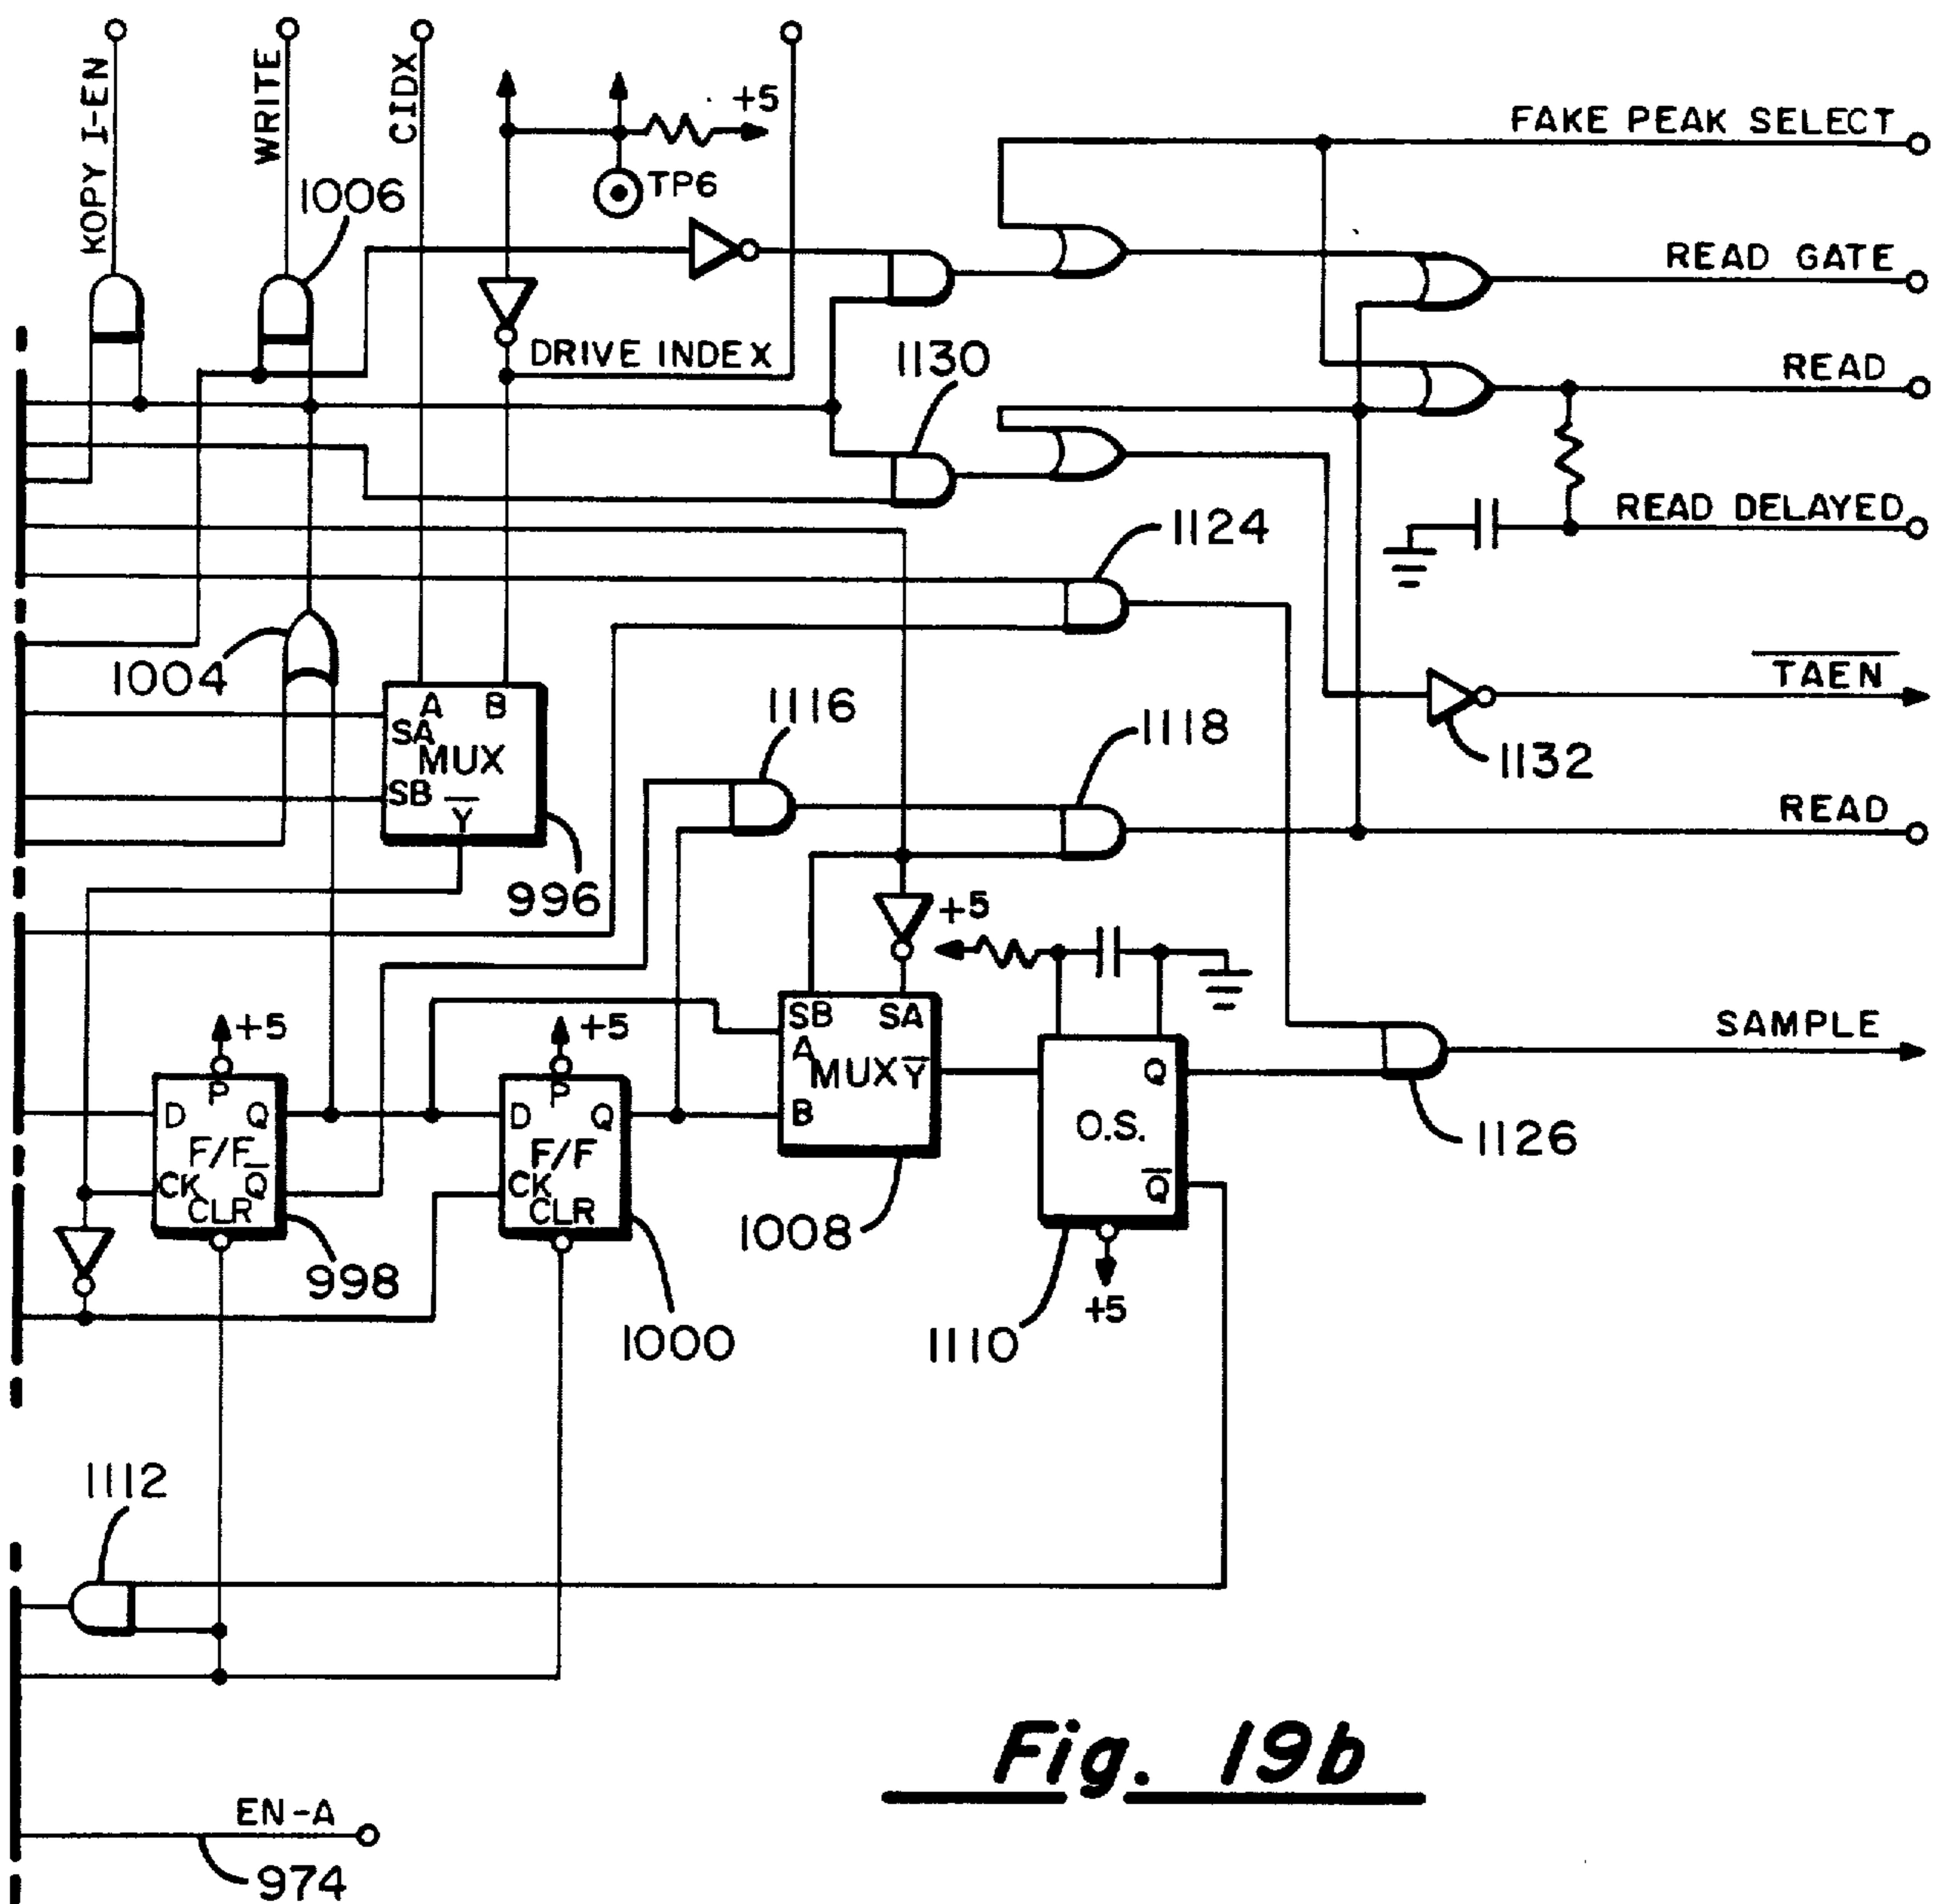 KOPY I-EN
WRITE
CIDX
+5
TP6
1006
FAKE PEAK SELECT
READ GATE
DRIVE INDEX
1130
READ
READ DELAYED
1124
1004
TAEN
A B
SA
MUX
SB
Y
996
1116
1118
1132
READ
+5
SB SA
A
MUX Y
B
1008
Q
O.S.
Q
+5
1110
SAMPLE
1126
+5
P
D Q
F/F
CK Q
CLR
998
+5
P
D Q
F/F
CK
CLR
1000
1112
EN-A
974
Fig. 19b